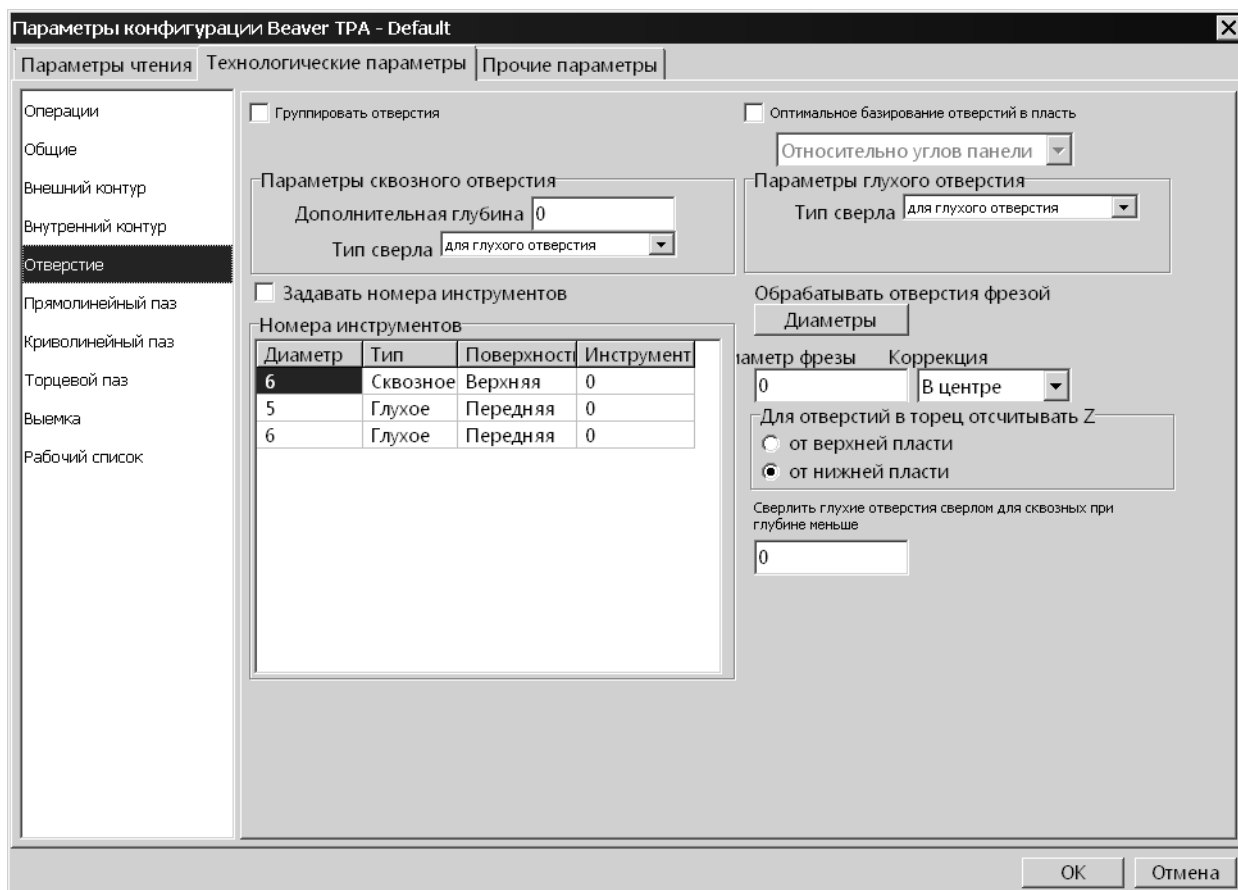 Параметры конфигурации Beaver TPA - Default
Параметры чтения Технологические параметры Прочие параметры
Операции
Общие
Внешний контур
Внутренний контур
Отверстие
Прямолинейный паз
Криволинейный паз
Торцевой паз
Выемка
Рабочий список
Группировать отверстия
Оптимальное базирование отверстий в пласть
Относительно углов панели
Параметры сквозного отверстия
Дополнительная глубина 0
Тип сверла для глухого отверстия
Параметры глухого отверстия
Тип сверла для глухого отверстия
Задавать номера инструментов
Номера инструментов
Диаметр Тип Поверхности Инструмент
6 Сквозное Верхняя 0
5 Глухое Передняя 0
6 Глухое Передняя 0
Обрабатывать отверстия фрезой
Диаметры
иаметр фрезы Коррекция
0 В центре
Для отверстий в торец отсчитывать Z
от верхней пласти
от нижней пласти
Сверлить глухие отверстия сверлом для сквозных при
глубине меньше
0
OK Отмена